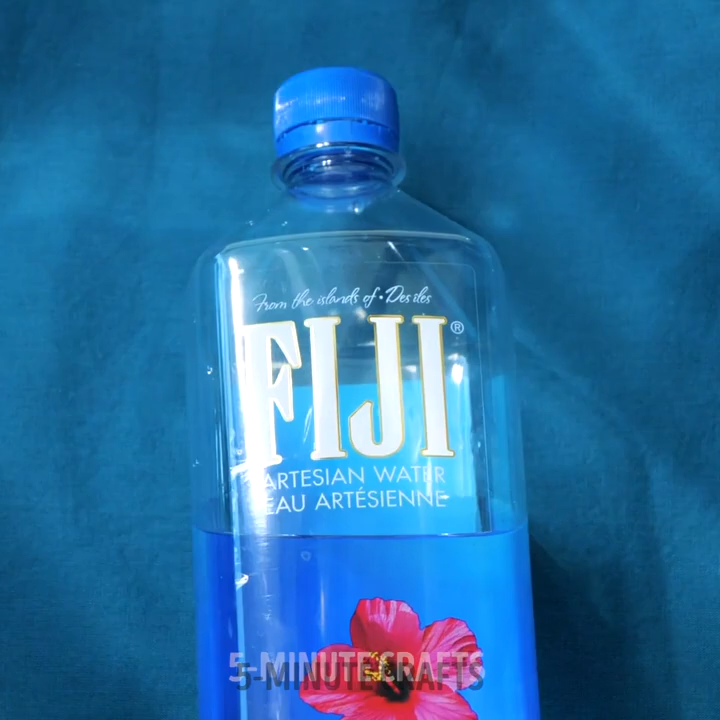 From the islands of • Des îles
FIJI®
ARTESIAN WATER
EAU ARTÉSIENNE
5-MINUTE CRAFTS